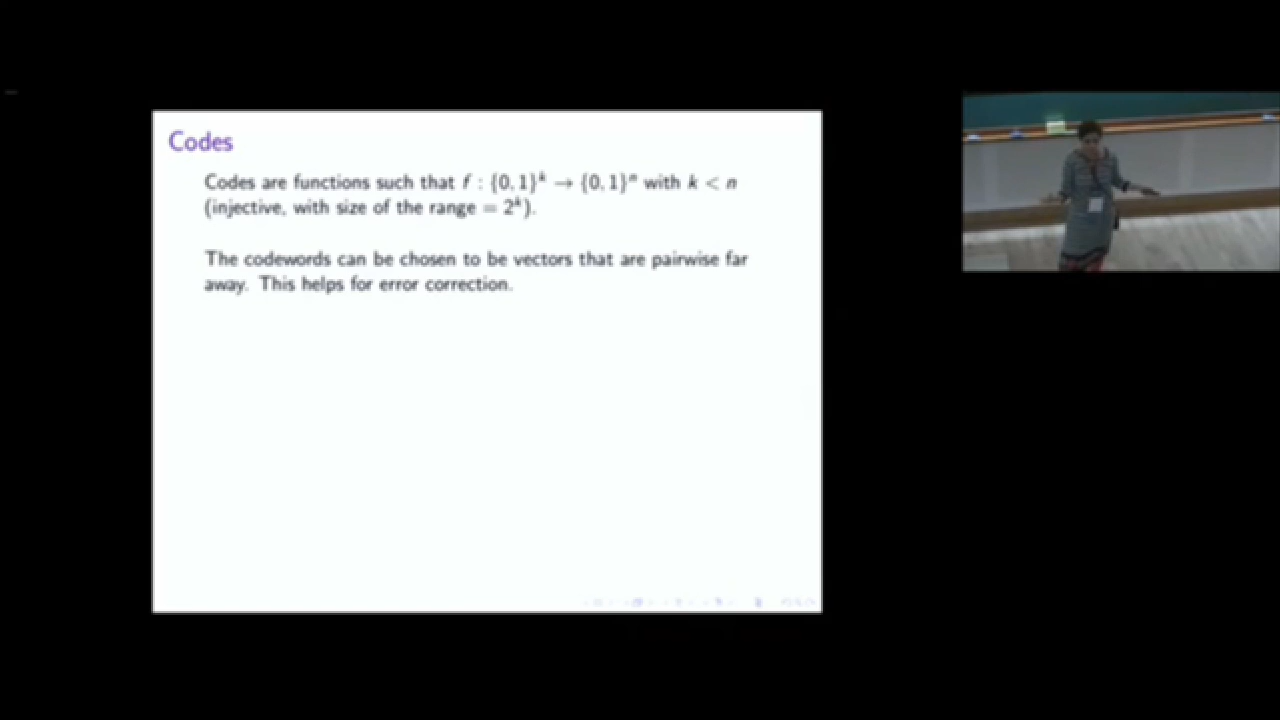 Codes
Codes are functions such that f : {0, 1}^k → {0, 1}^n with k < n
(injective, with size of the range = 2^k).
The codewords can be chosen to be vectors that are pairwise far
away. This helps for error correction.